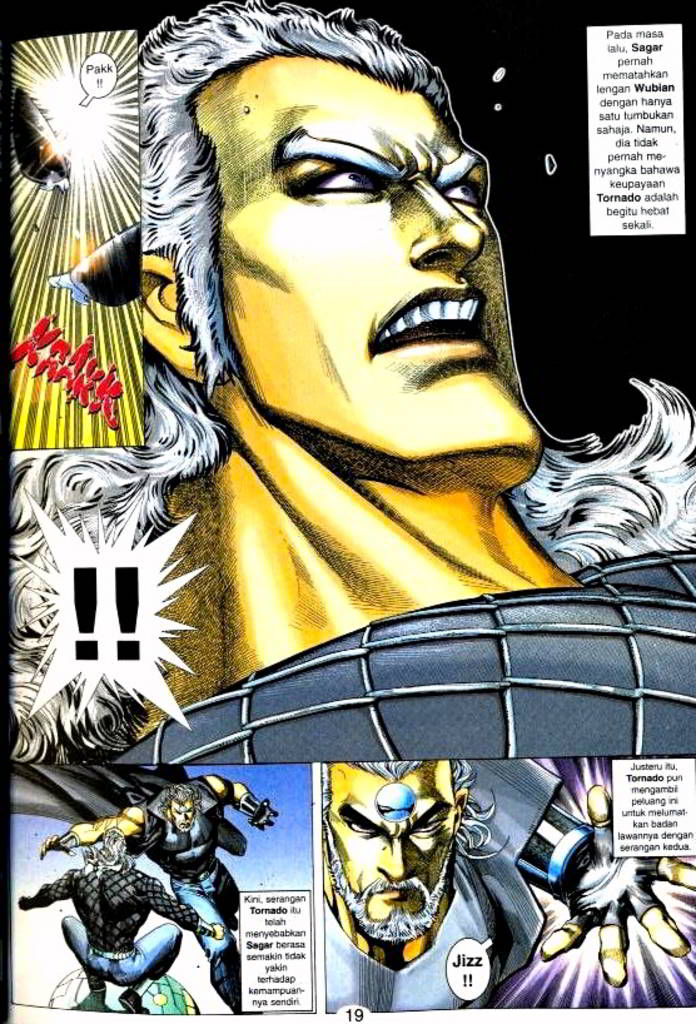 Pakk
!!
Pada masa
lalu, Sagar
pernah
mematahkan
lengan Wubian
dengan hanya
satu tumbukan
sahaja. Namun,
dia tidak
pernah me-
nyangka bahawa
keupayaan
Tornado adalah
begitu hebat
sekali.
!!
Kini, serangan
Tornado itu
telah
menyebabkan
Sagar berasa
semakin tidak
yakin
terhadap
kemampuan-
nya sendiri.
Justeru itu,
Tornado pun
mengambil
peluang ini
untuk melumat-
kan badan
lawannya dengan
serangan kedua.
Jizz
!!
19